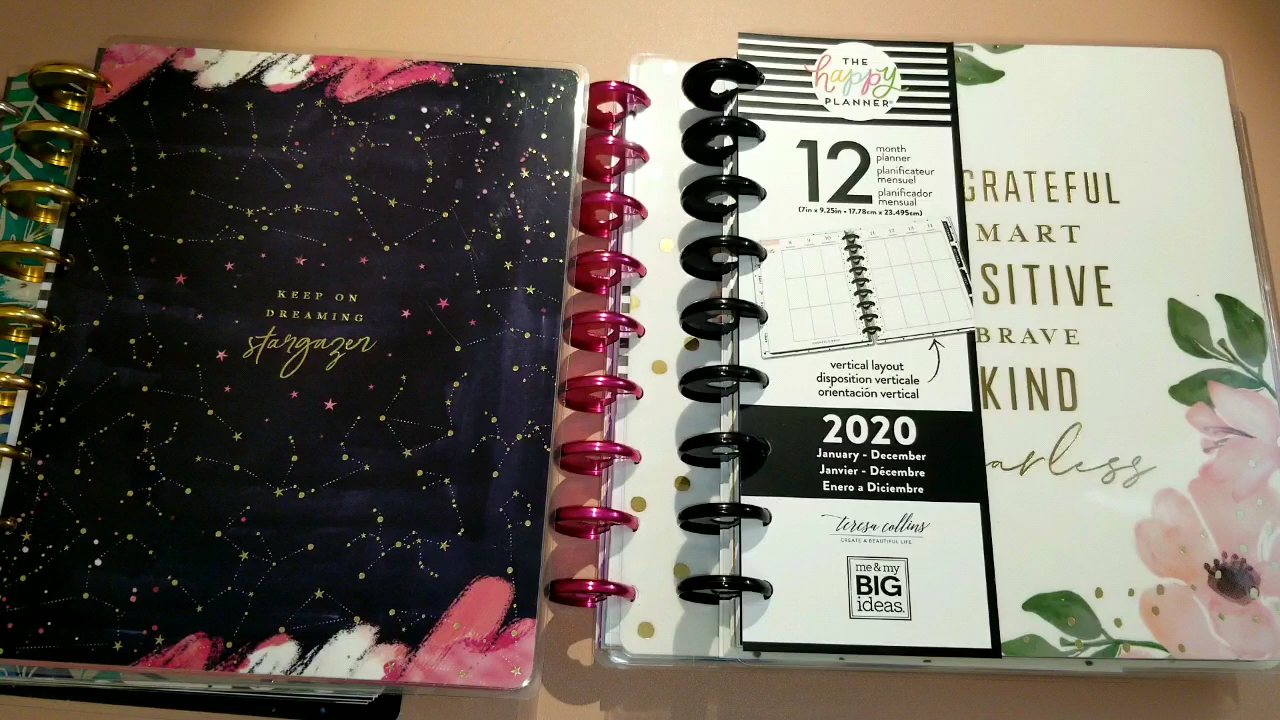 KEEP ON
DREAMING
stargazer
THE
happy
PLANNER®
12
month
planner
planificateur
mensuel
planificador
mensual
(7in x 9.25in • 17.78cm x 23.495cm)
vertical layout
disposition verticale
orientación vertical
2020
January - December
Janvier - Décembre
Enero a Diciembre
teresa collins
CREATE A BEAUTIFUL LIFE
me & my
BIG
ideas.
GRATEFUL
MART
SITIVE
BRAVE
KIND
arless